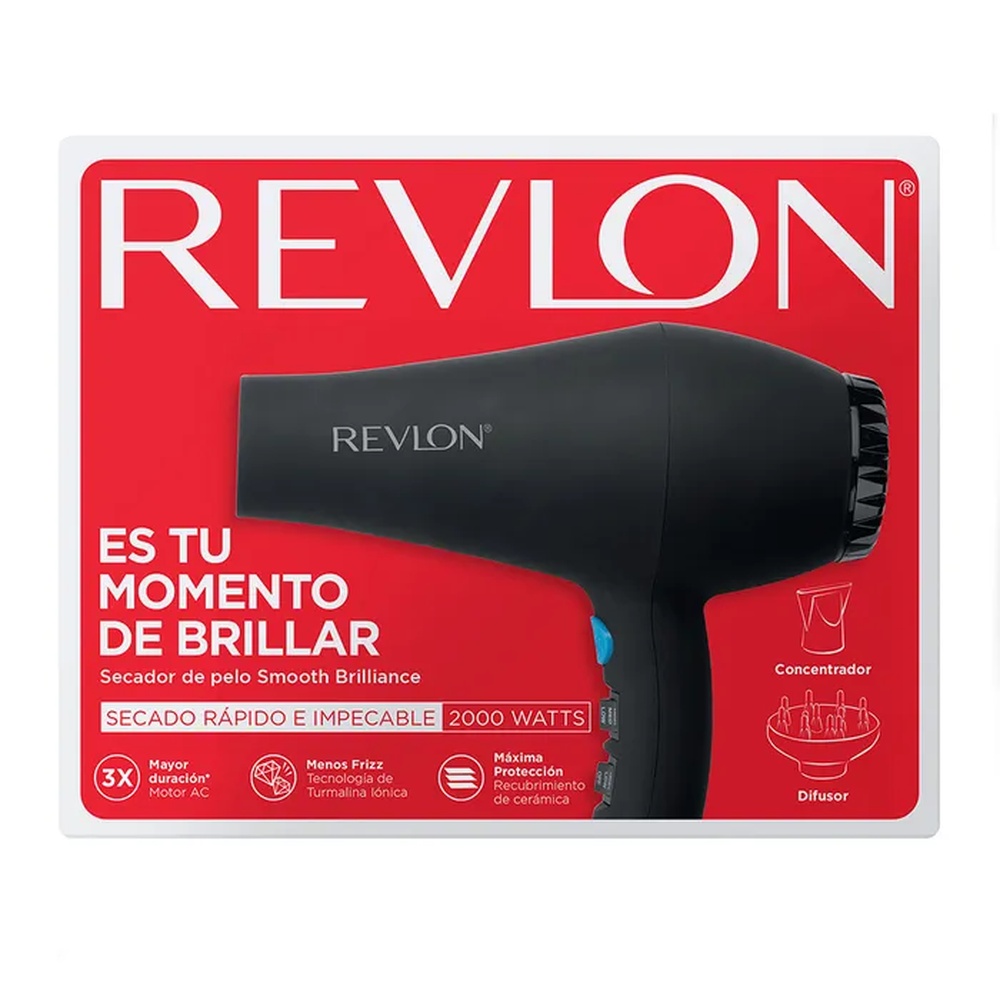 REVLON®
REVLON®
ES TU
MOMENTO
DE BRILLAR
Secador de pelo Smooth Brilliance
SECADO RÁPIDO E IMPECABLE 2000 WATTS
3X
Mayor
duración*
Motor AC
Menos Frizz
Tecnología de
Turmalina Iónica
Máxima
Protección
Recubrimiento
de cerámica
Concentrador
Difusor